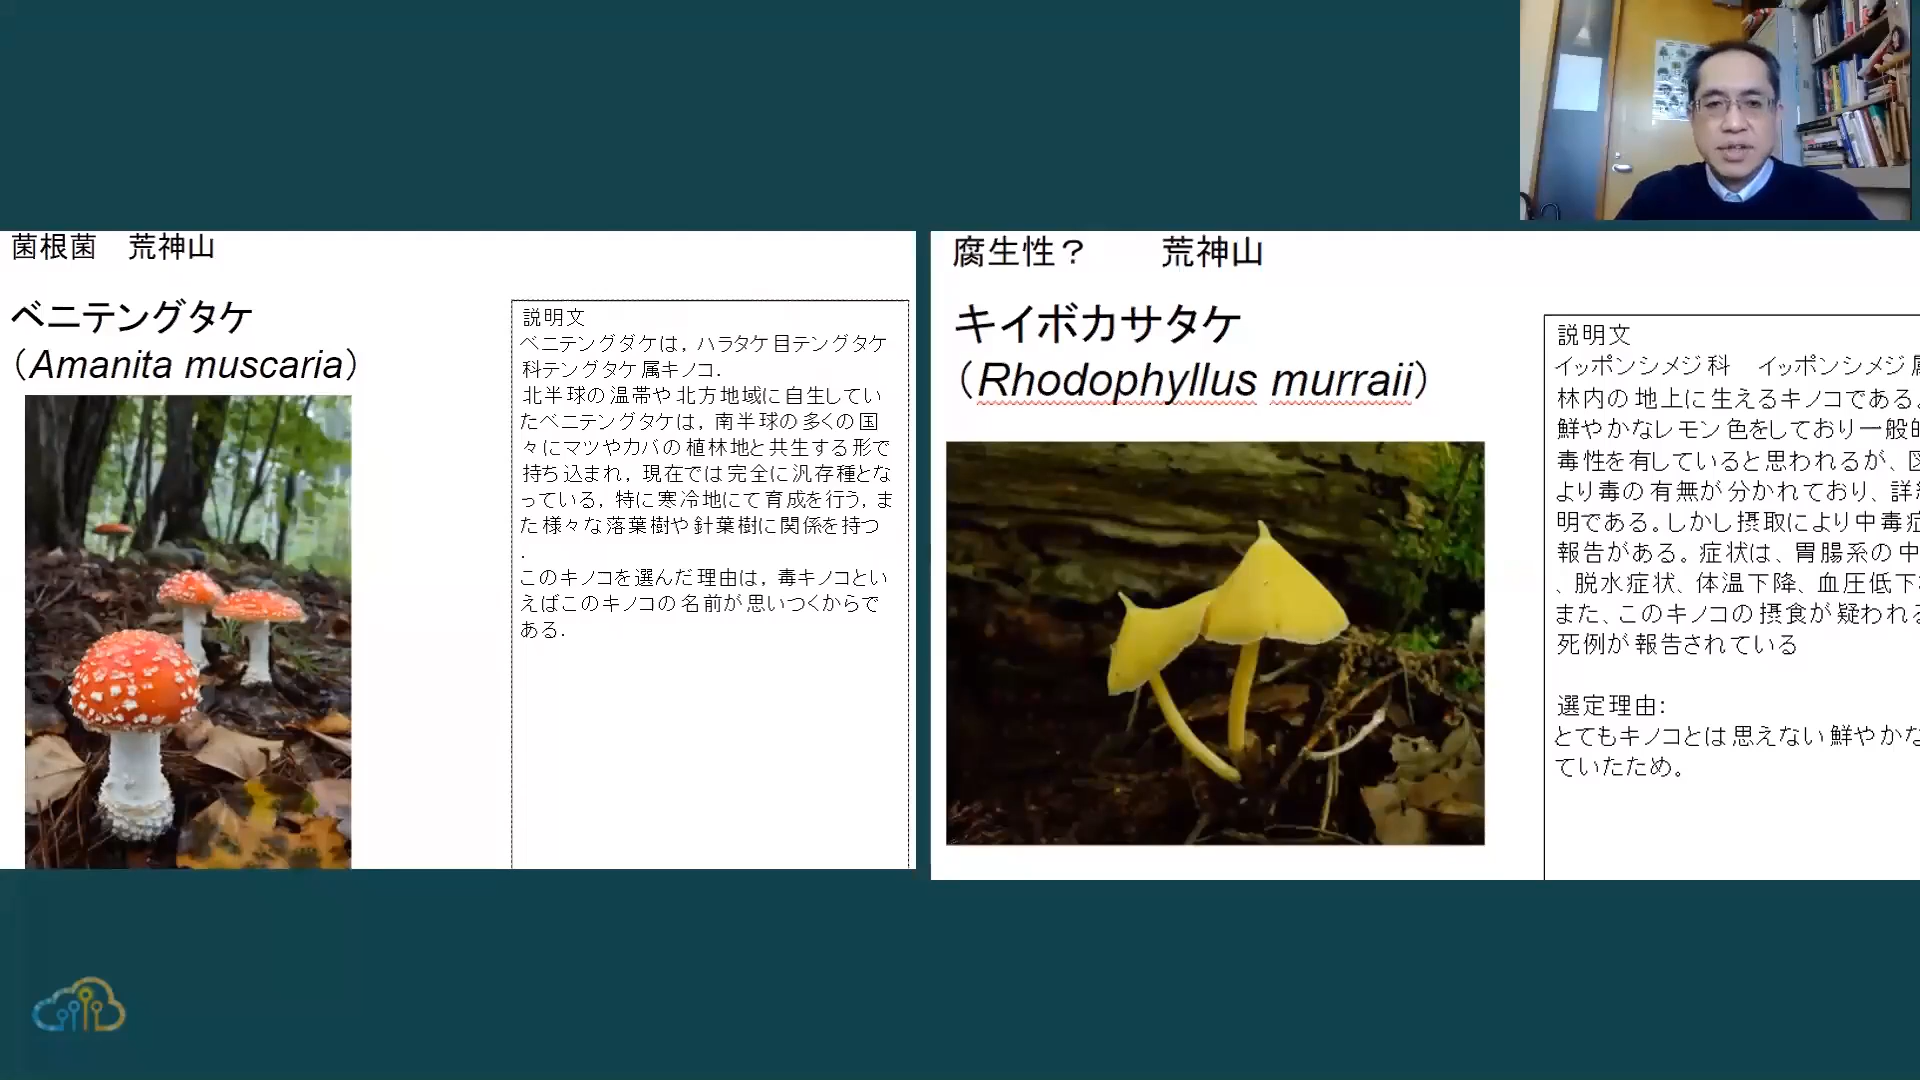 菌根菌　荒神山
ベニテングタケ
（Amanita muscaria）
説明文
ベニテングダケは，ハラタケ目テングタケ
科テングタケ属キノコ．
北半球の温帯や北方地域に自生してい
たベニテングタケは，南半球の多くの国
々にマツやカバの植林地と共生する形で
持ち込まれ，現在では完全に汎存種とな
っている，特に寒冷地にて育成を行う，ま
た様々な落葉樹や針葉樹に関係を持つ
．
このキノコを選んだ理由は，毒キノコとい
えばこのキノコの名前が思いつくからで
ある．
腐生性？　　荒神山
キイボカサタケ
（Rhodophyllus murraii）
説明文
イッポンシメジ科　イッポンシメジ属
林内の地上に生えるキノコである。
鮮やかなレモン色をしており一般的
毒性を有していると思われるが、図
より毒の有無が分かれており、詳細
明である。しかし摂取により中毒症
報告がある。症状は、胃腸系の中
、脱水症状、体温下降、血圧低下
また、このキノコの摂食が疑われる
死例が報告されている
選定理由:
とてもキノコとは思えない鮮やかな
ていたため。